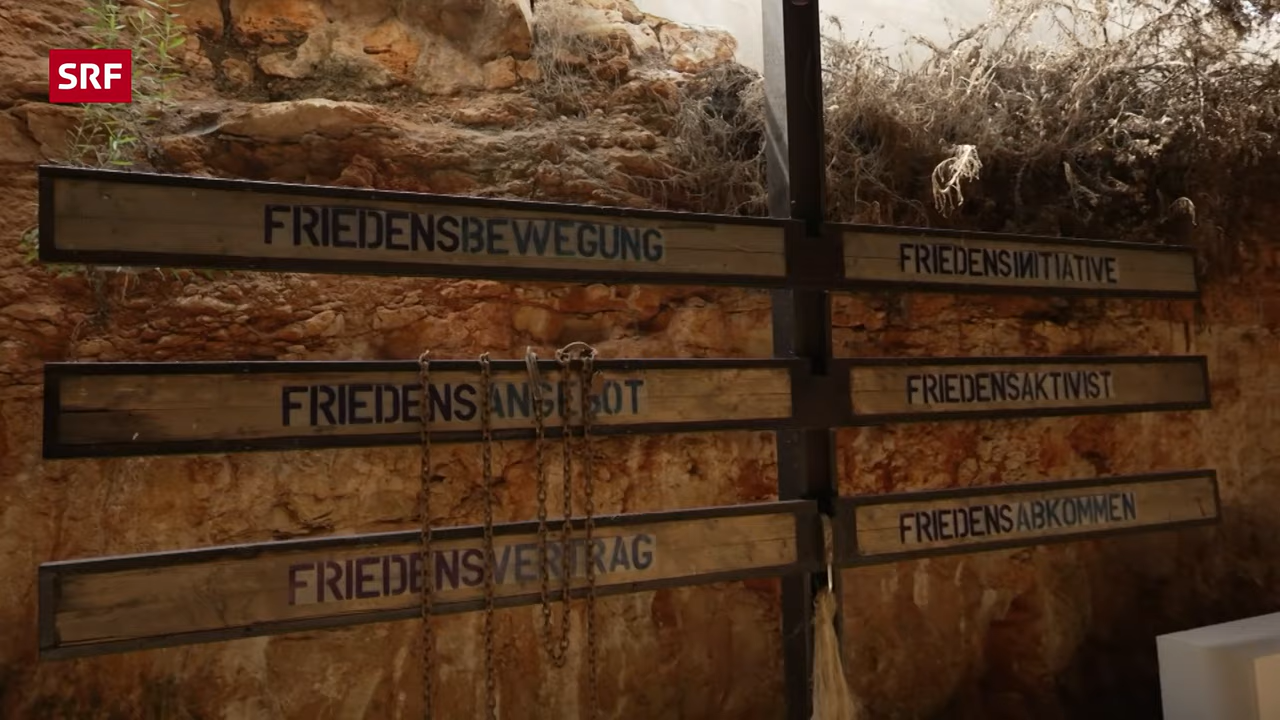 SRF
FRIEDENSBEWEGUNG
FRIEDENSINITIATIVE
FRIEDENSANGEBOT
FRIEDENSAKTIVIST
FRIEDENSVERTRAG
FRIEDENSABKOMMEN